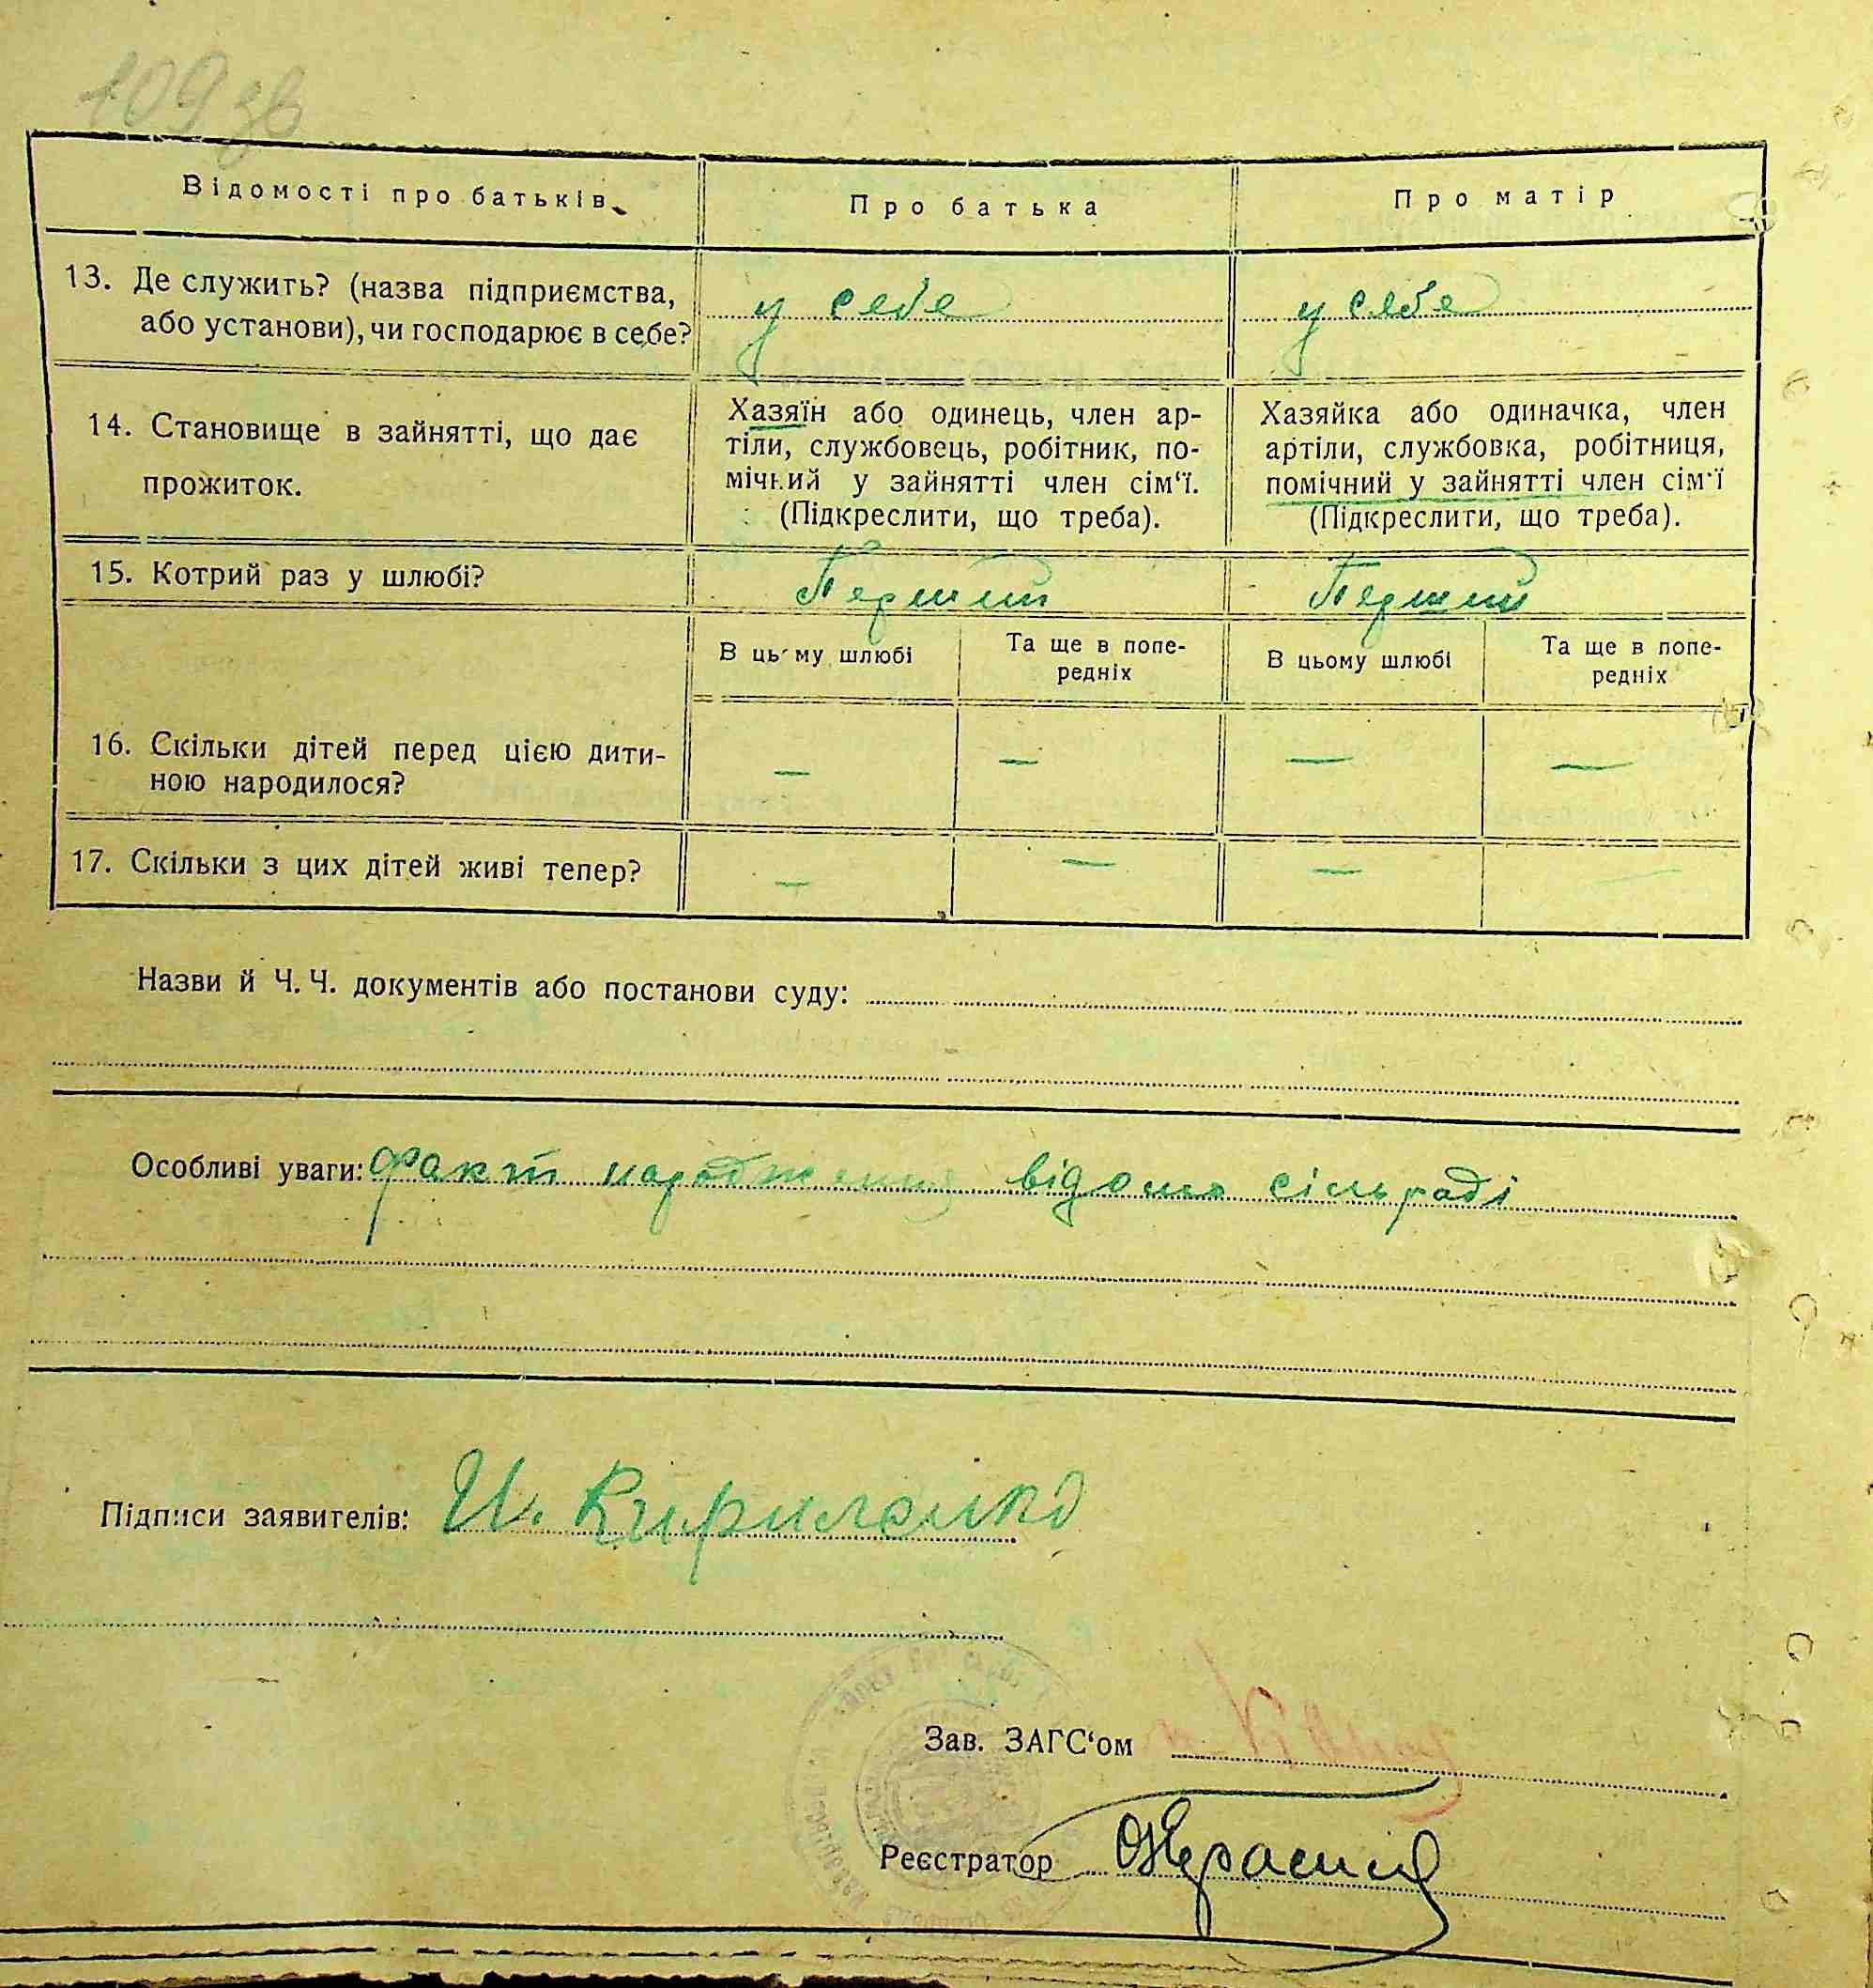 109 зв
Відомості про батьків
Про батька
Про матір
13. Де служить? (назва підприємства,
або установи), чи господарює в себе?
у себе
у себе
14. Становище в зайнятті, що дає
прожиток.
Хазяїн або одинець, член ар-
тіли, службовець, робітник, по-
мічний у зайнятті член сім‘ї.
(Підкреслити, що треба).
Хазяйка або одиначка, член
артіли, службовка, робітниця,
помічний у зайнятті член сім‘ї
(Підкреслити, що треба).
15. Котрий раз у шлюбі?
Перший
Перший
В цьому шлюбі
Та ще в попе-
редніх
В цьому шлюбі
Та ще в попе-
редніх
16. Скільки дітей перед цією дити-
ною народилося?
—
—
—
—
17. Скільки з цих дітей живі тепер?
—
—
—
—
Назви й Ч. Ч. документів або постанови суду:
Особливі уваги: Факт народження відомо сільраді
Підписи заявителів: И. Кириленко
Зав. ЗАГС‘ом
Реєстратор